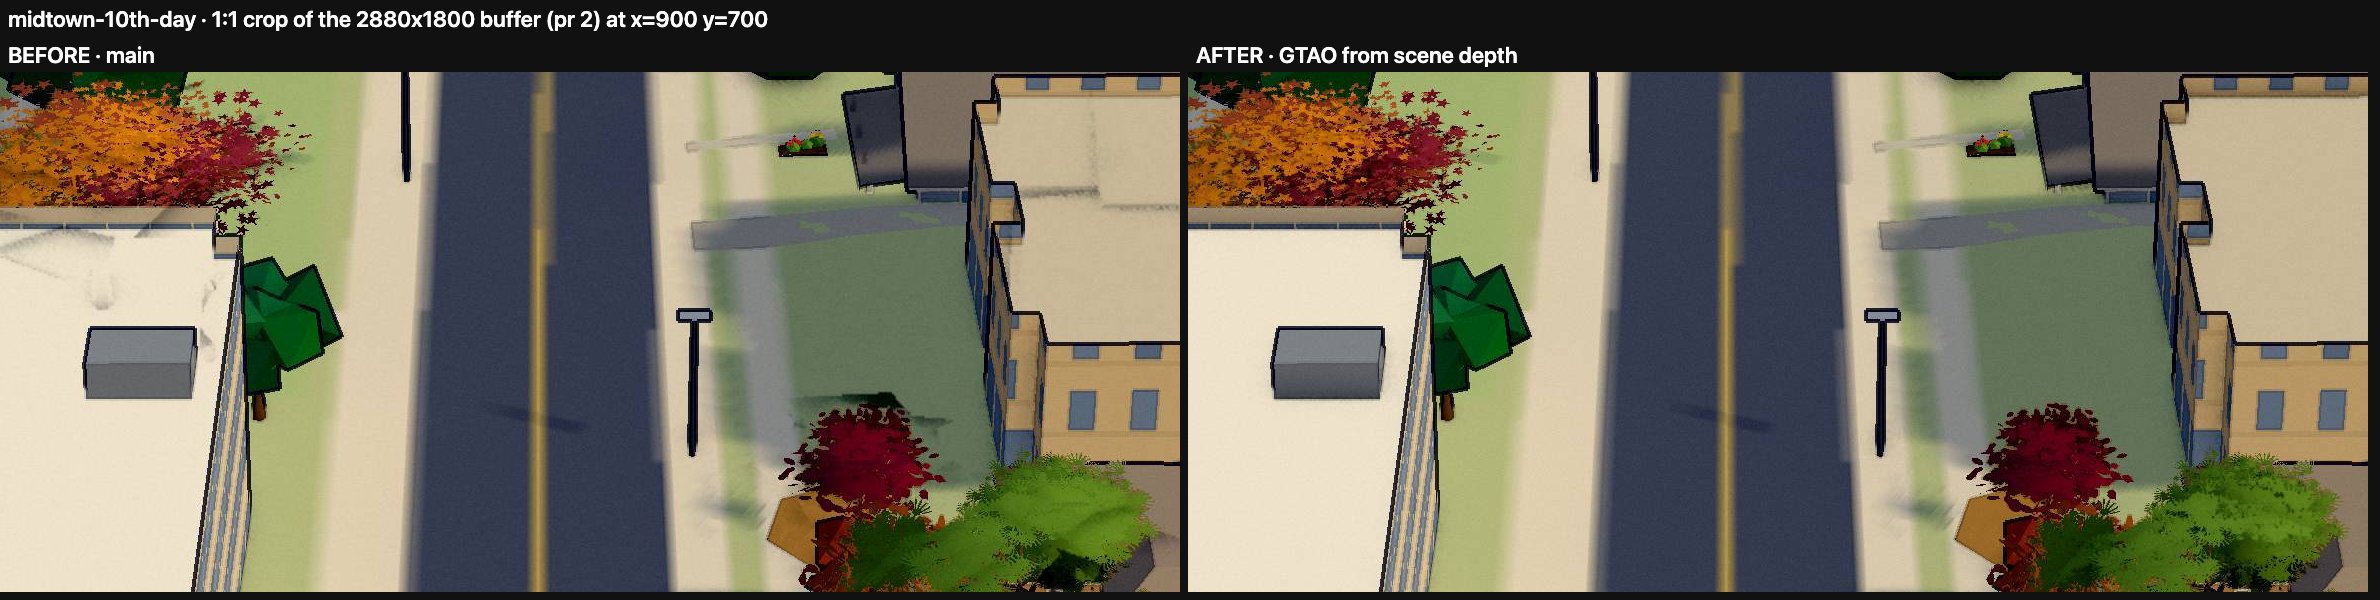 midtown-10th-day · 1:1 crop of the 2880x1800 buffer (pr 2) at x=900 y=700
BEFORE · main
AFTER · GTAO from scene depth